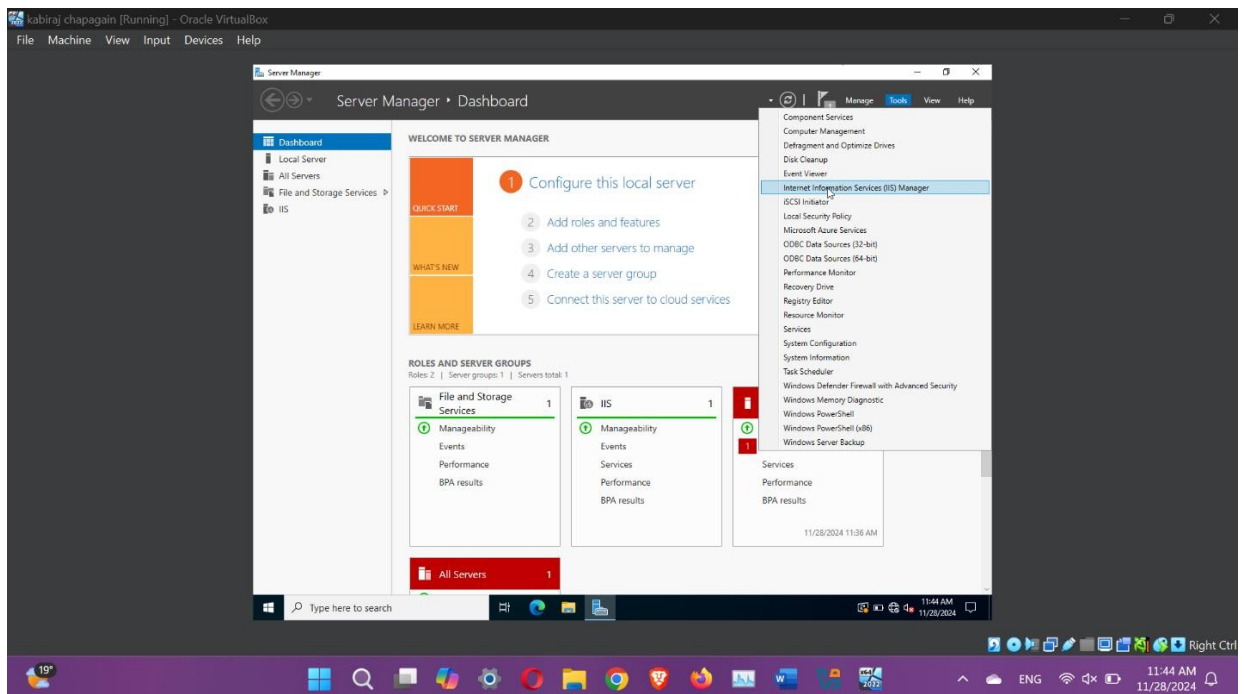 kabiraj chapagain [Running] - Oracle VirtualBox
File Machine View Input Devices Help
Server Manager
Server Manager • Dashboard
Manage Tools View Help
Dashboard
Local Server
All Servers
File and Storage Services
IIS
WELCOME TO SERVER MANAGER
QUICK START
WHAT'S NEW
LEARN MORE
1 Configure this local server
2 Add roles and features
3 Add other servers to manage
4 Create a server group
5 Connect this server to cloud services
Component Services
Computer Management
Defragment and Optimize Drives
Disk Cleanup
Event Viewer
Internet Information Services (IIS) Manager
iSCSI Initiator
Local Security Policy
Microsoft Azure Services
ODBC Data Sources (32-bit)
ODBC Data Sources (64-bit)
Performance Monitor
Recovery Drive
Registry Editor
Resource Monitor
Services
System Configuration
System Information
Task Scheduler
Windows Defender Firewall with Advanced Security
Windows Memory Diagnostic
Windows PowerShell
Windows PowerShell (x86)
Windows Server Backup
ROLES AND SERVER GROUPS
Roles: 2 | Server groups: 1 | Servers total: 1
File and Storage
Services
1
Manageability
Events
Performance
BPA results
IIS 1
Manageability
Events
Services
Performance
BPA results
1
Services
Performance
BPA results
11/28/2024 11:36 AM
All Servers 1
Type here to search
11:44 AM
11/28/2024
Right Ctrl
19°
ENG
11:44 AM
11/28/2024